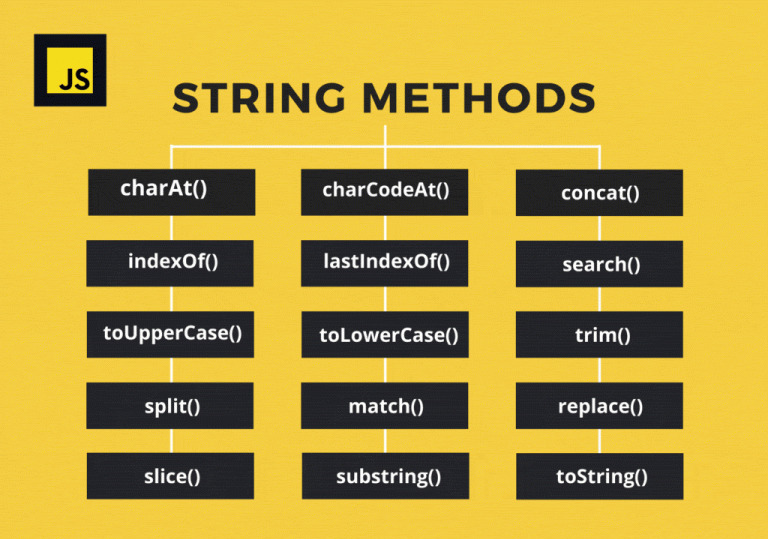 JS
STRING METHODS
charAt()
charCodeAt()
concat()
indexOf()
lastIndexOf()
search()
toUpperCase()
toLowerCase()
trim()
split()
match()
replace()
slice()
substring()
toString()